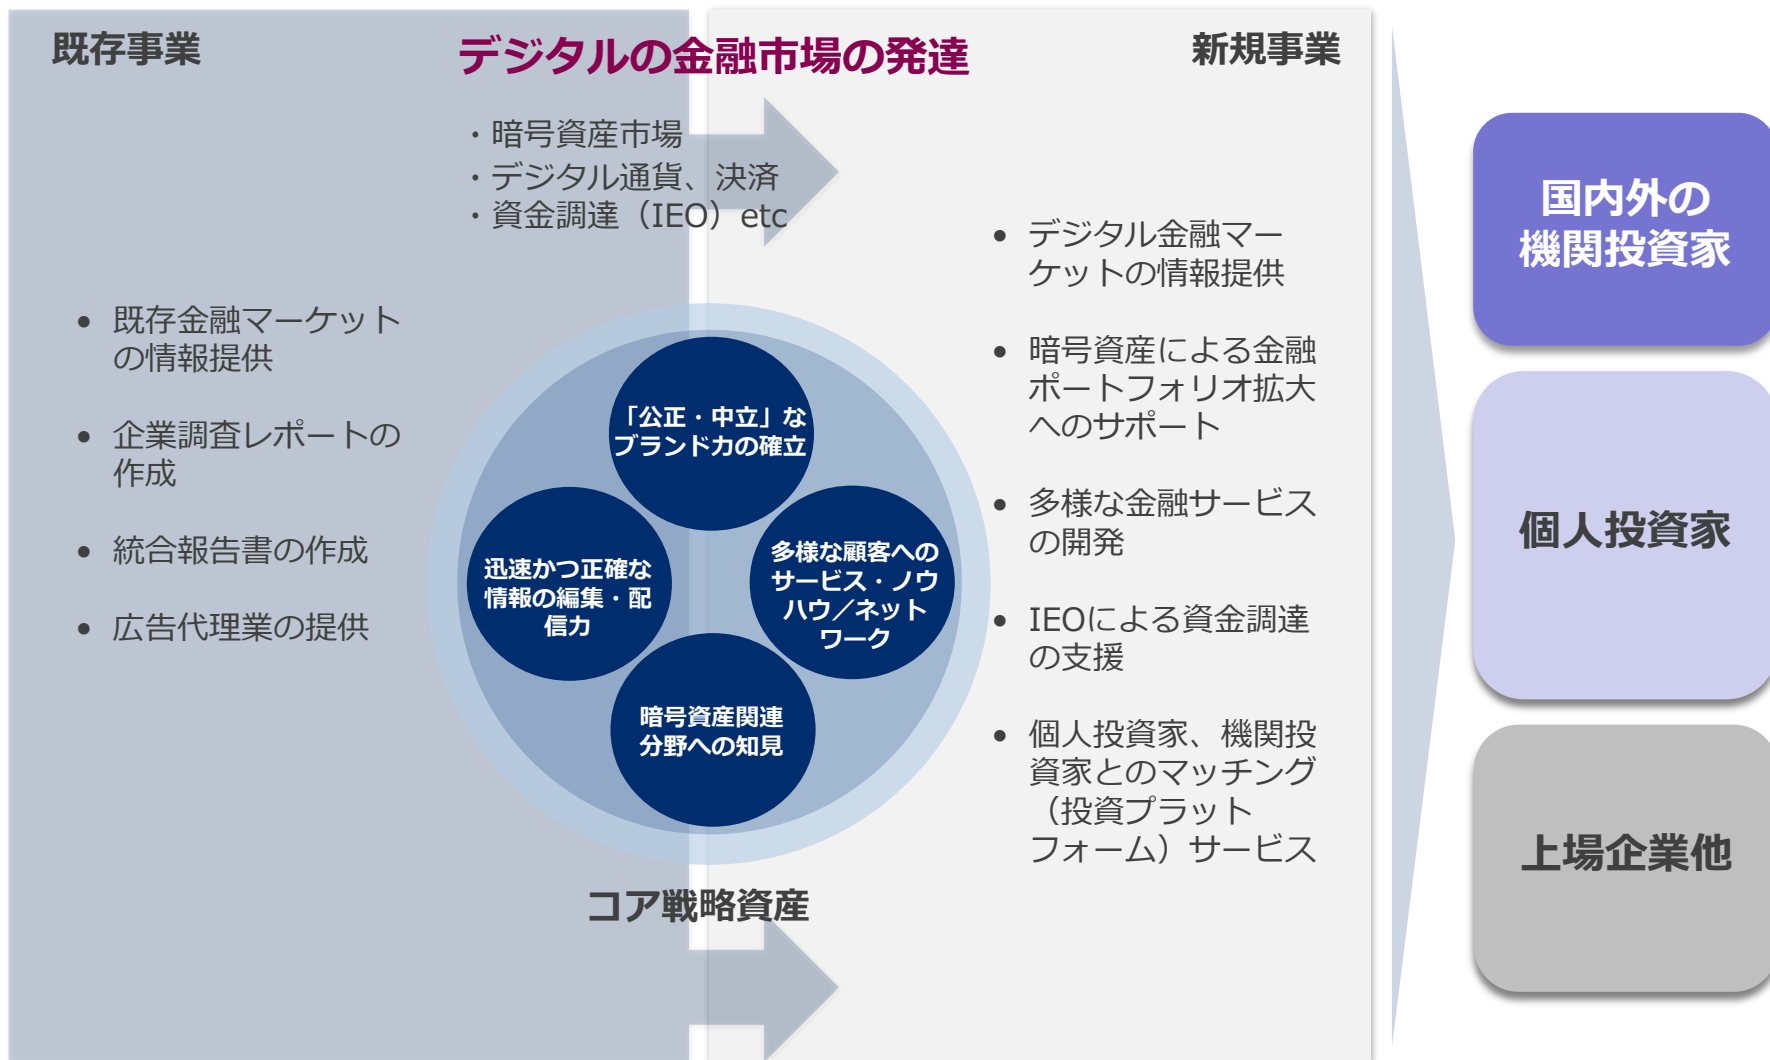 既存事業
デジタルの金融市場の発達
新規事業
・暗号資産市場
・デジタル通貨、決済
・資金調達（IEO）etc
• 既存金融マーケット
の情報提供
• 企業調査レポートの
作成
• 統合報告書の作成
• 広告代理業の提供
「公正・中立」な
ブランド力の確立
迅速かつ正確な
情報の編集・配
信力
多様な顧客への
サービス・ノウ
ハウ／ネット
ワーク
暗号資産関連
分野への知見
コア戦略資産
• デジタル金融マー
ケットの情報提供
• 暗号資産による金融
ポートフォリオ拡大
へのサポート
• 多様な金融サービス
の開発
• IEOによる資金調達
の支援
• 個人投資家、機関投
資家とのマッチング
（投資プラット
フォーム）サービス
国内外の
機関投資家
個人投資家
上場企業他